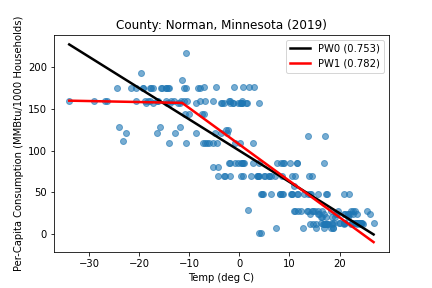 County: Norman, Minnesota (2019)
PW0 (0.753)
PW1 (0.782)
Per-Capita Consumption (MMBtu/1000 Households)
200
150
100
50
0
−30 −20 −10 0 10 20
Temp (deg C)